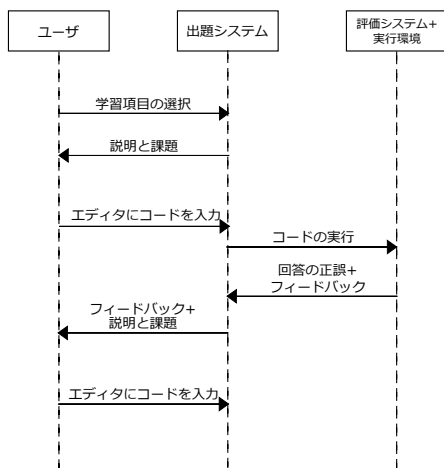 ユーザ
出題システム
評価システム+
実行環境
学習項目の選択
説明と課題
エディタにコードを入力
コードの実行
回答の正誤+
フィードバック
フィードバック+
説明と課題
エディタにコードを入力